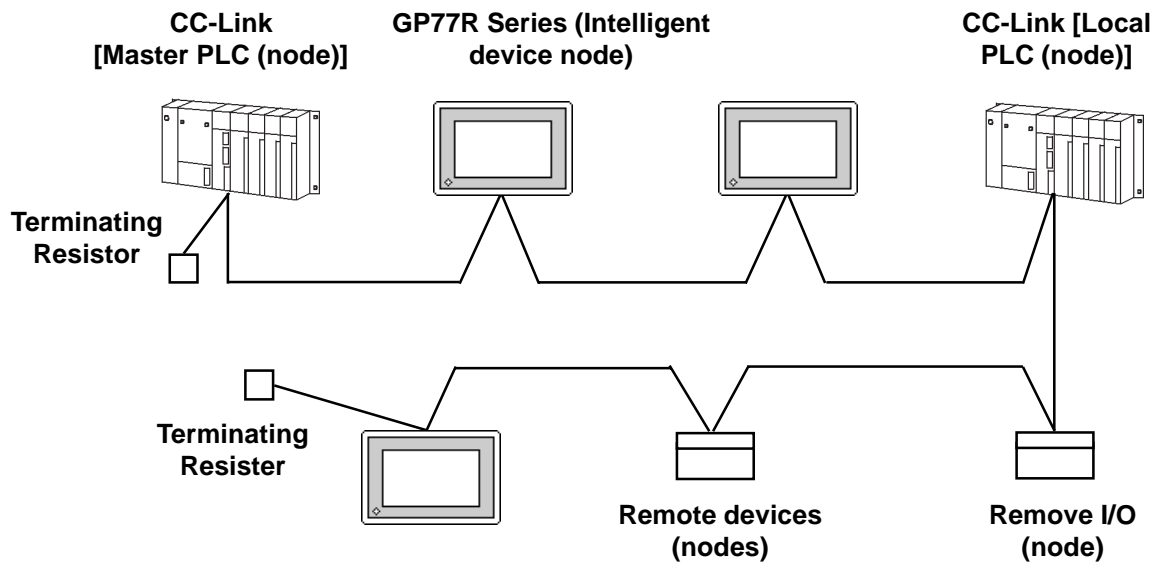 CC-Link
[Master PLC (node)]
GP77R Series (Intelligent
device node)
CC-Link [Local
PLC (node)]
Terminating
Resistor
Terminating
Resister
Remote devices
(nodes)
Remove I/O
(node)